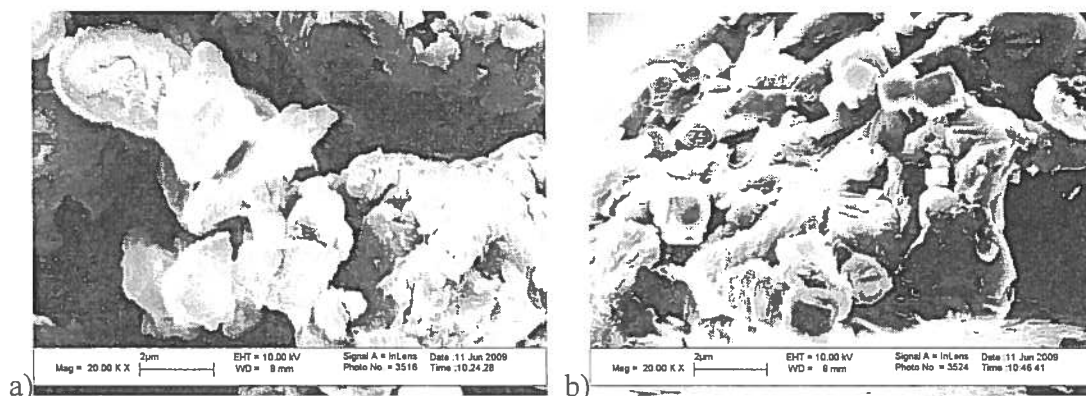 2µm
EHT = 10.00 kV
Signal A = InLens
Date :11 Jun 2009
Mag = 20.00 K X
WD = 8 mm
Photo No = 3516
Time :10.24.28
a)
2µm
EHT = 10.00 kV
Signal A = InLens
Date :11 Jun 2009
Mag = 20.00 K X
WD = 8 mm
Photo No = 3524
Time :10:46 41
b)